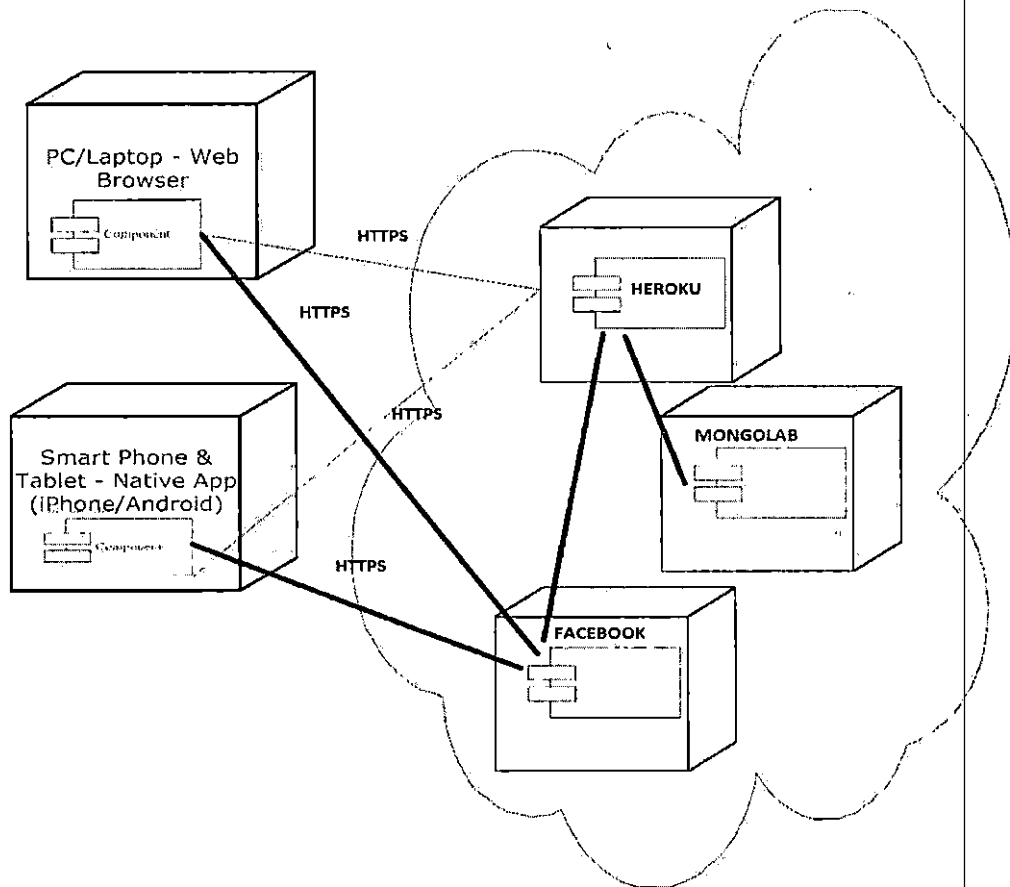 PC/Laptop - Web
Browser
Component
HTTPS
HTTPS
HEROKU
HTTPS
MONGOLAB
Smart Phone &
Tablet - Native App
(iPhone/Android)
Component
HTTPS
FACEBOOK